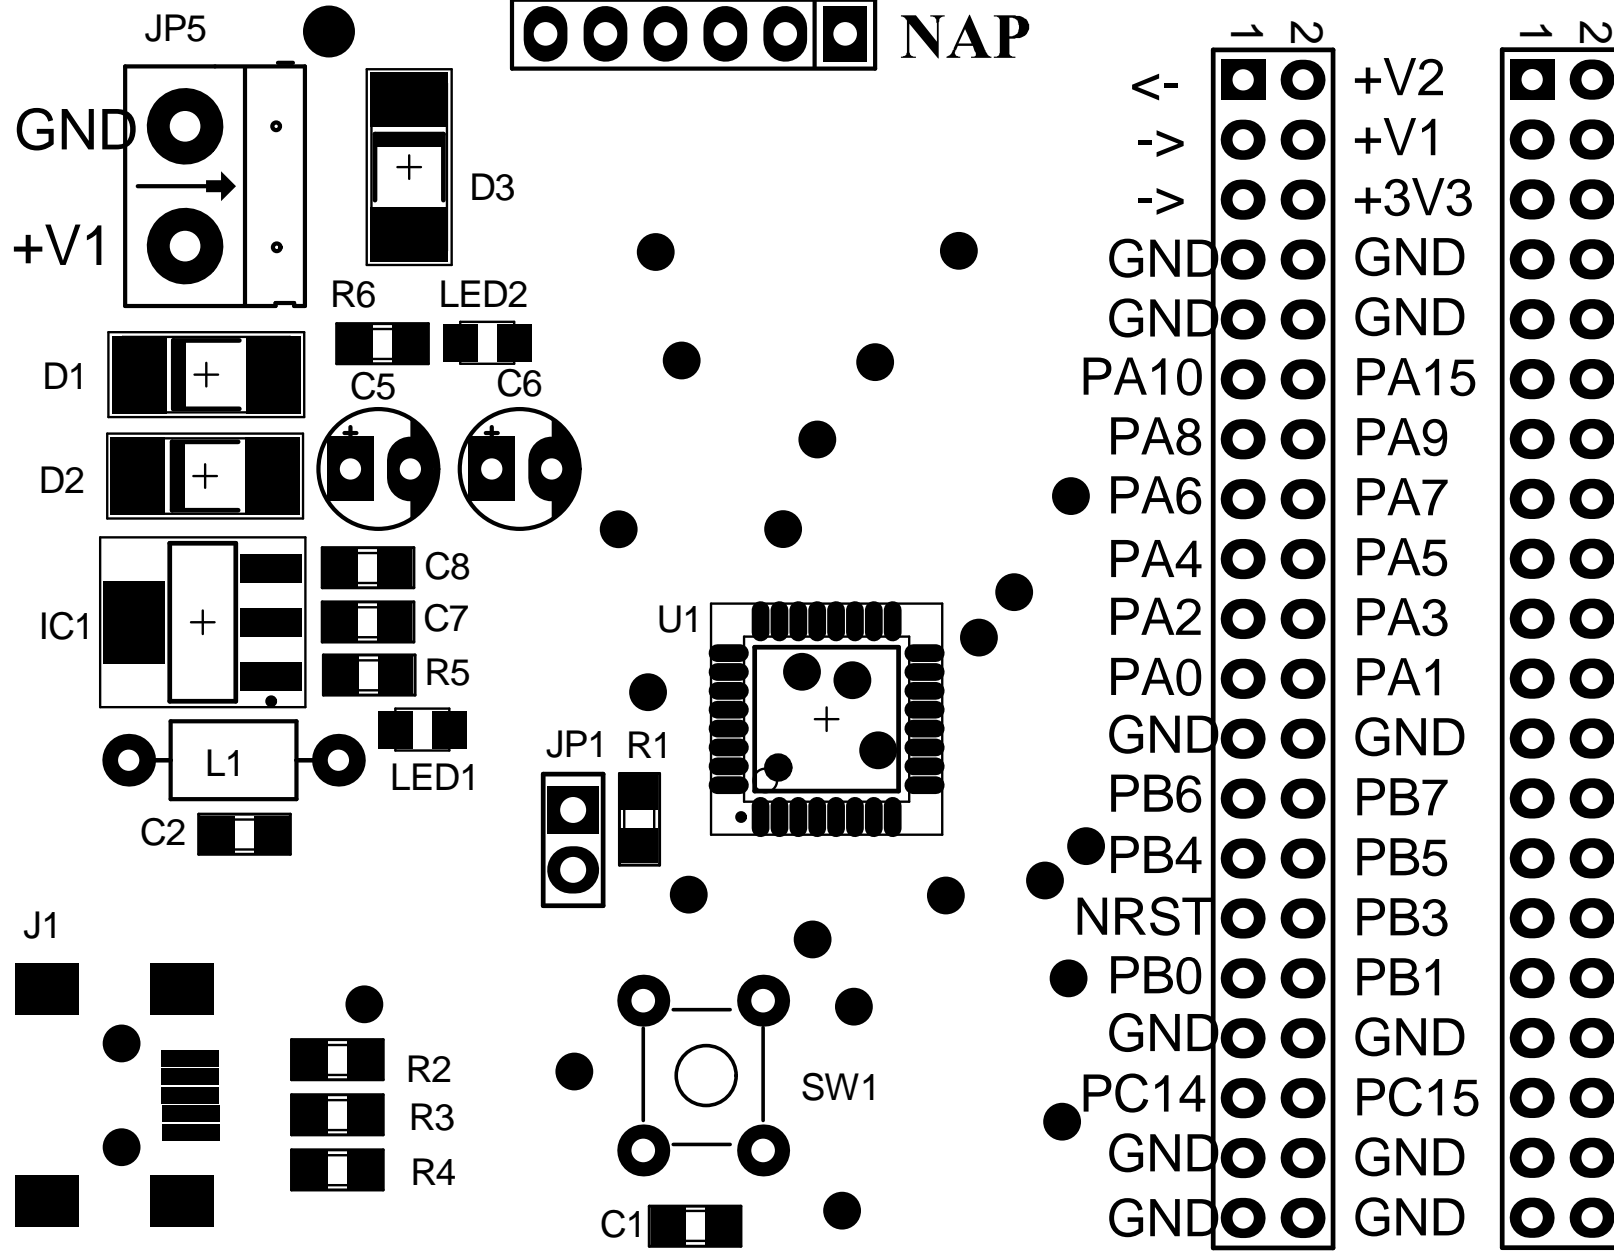 JP5
NAP
1 2
1 2
<- +V2
GND
-> +V1
D3
-> +3V3
+V1
GND GND
R6 LED2
GND GND
D1
C5 C6
PA10 PA15
PA8 PA9
D2
PA6 PA7
C8
PA4 PA5
IC1
C7
U1
PA2 PA3
R5
PA0 PA1
L1
JP1 R1
GND GND
LED1
PB6 PB7
C2
PB4 PB5
J1
NRST PB3
PB0 PB1
GND GND
R2
SW1
PC14 PC15
R3
R4
GND GND
C1
GND GND